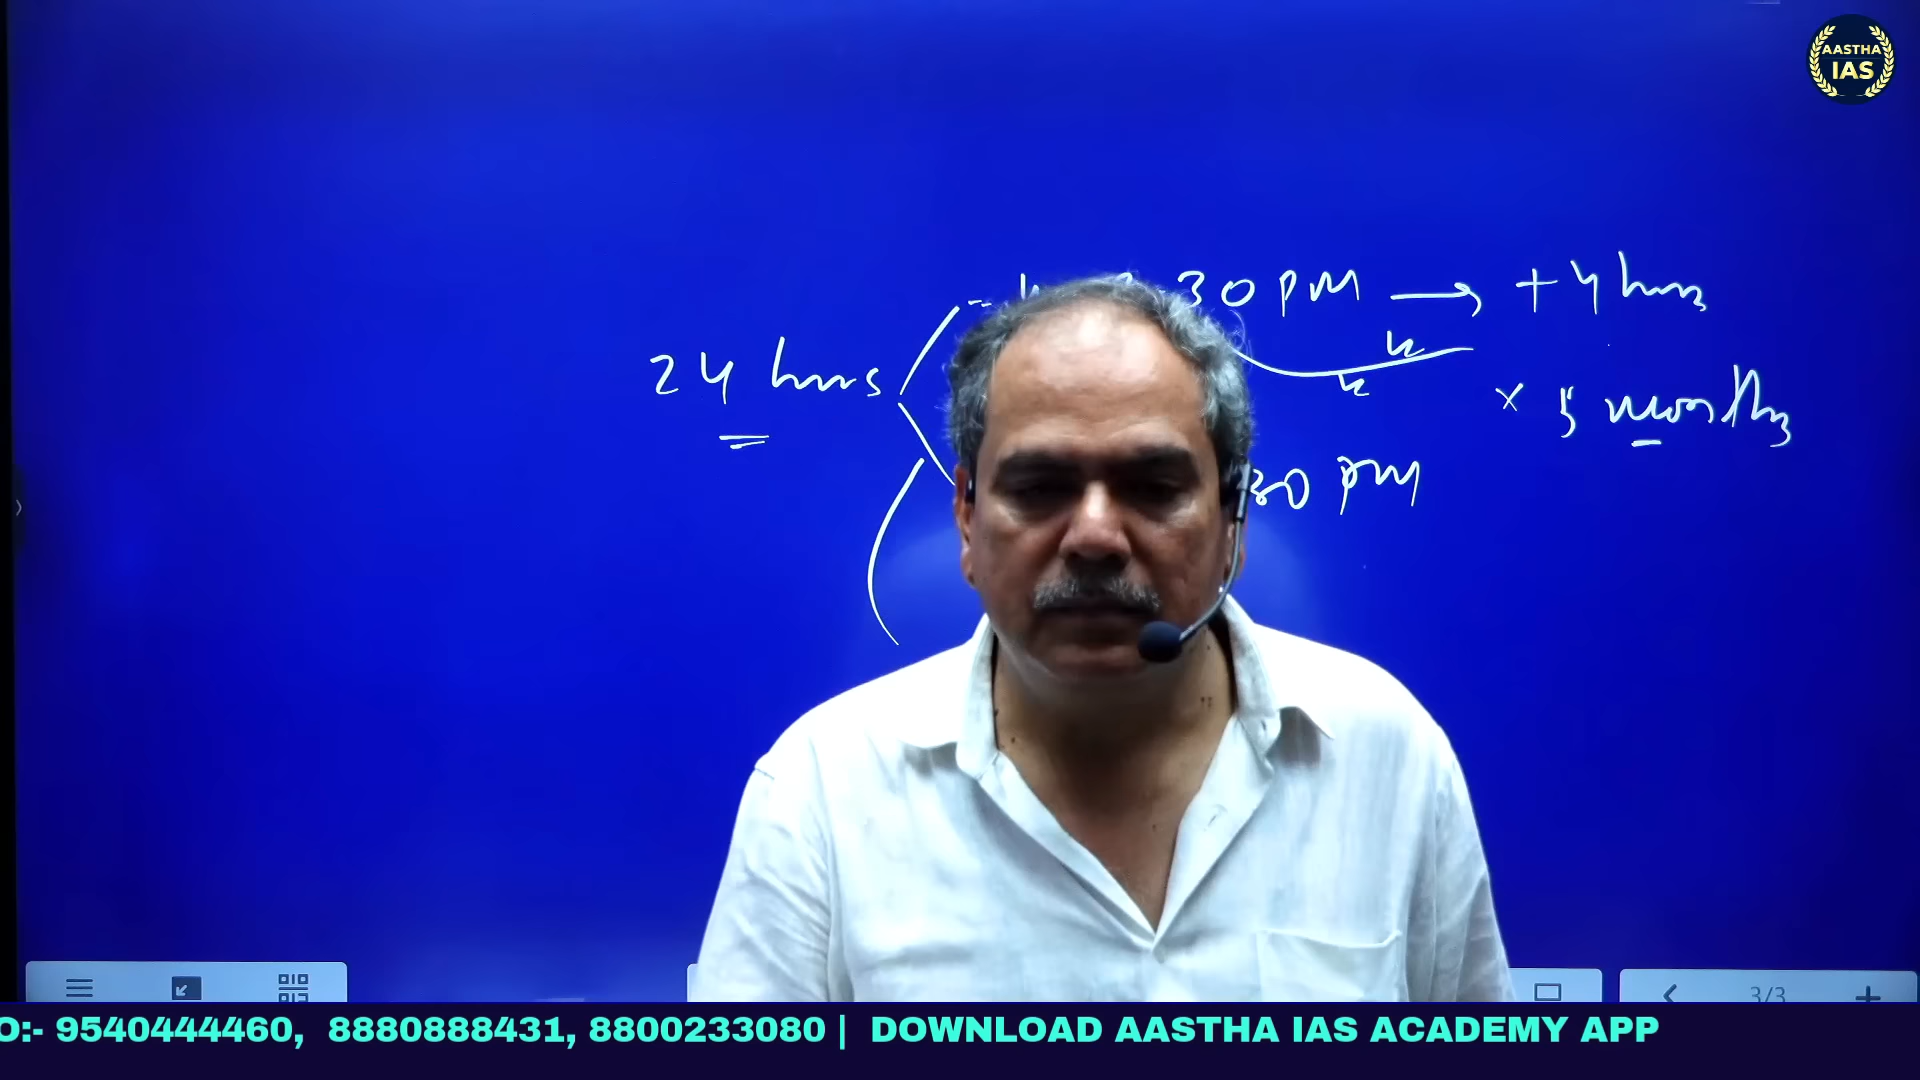 AASTHA
IAS
30 PM → + 4 hrs
24 hrs
× 5 months
30 PM
3/3
O:- 9540444460, 8880888431, 8800233080 | DOWNLOAD AASTHA IAS ACADEMY APP